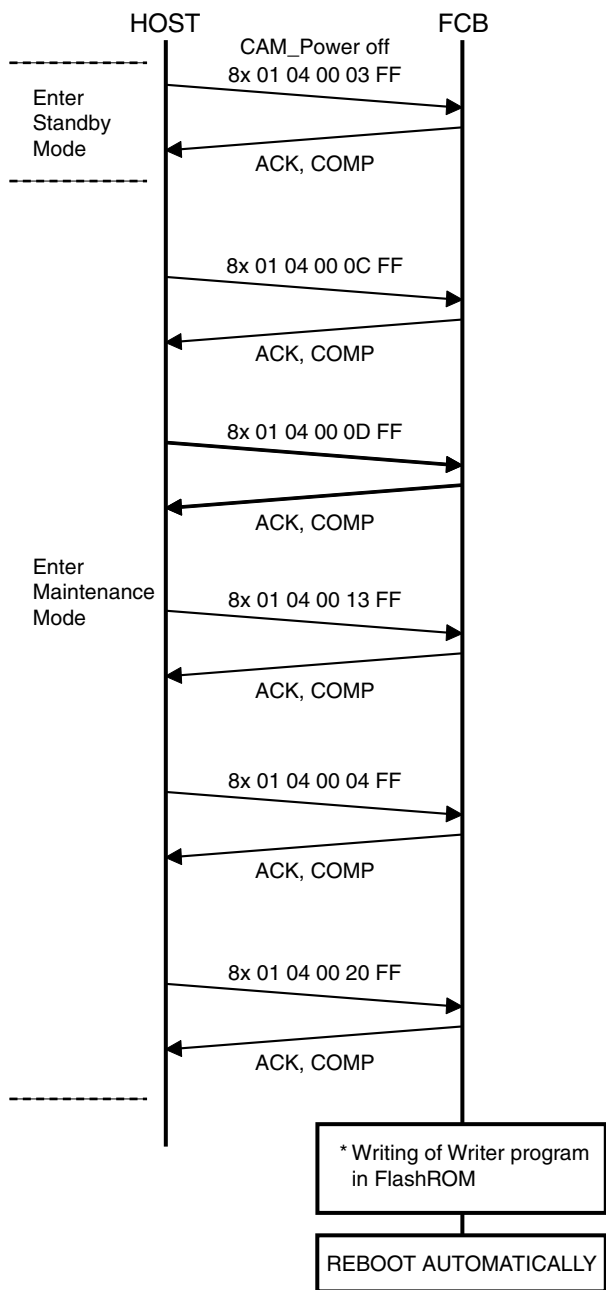 HOST
FCB
CAM_Power off
8x 01 04 00 03 FF
Enter
Standby
Mode
ACK, COMP
8x 01 04 00 0C FF
ACK, COMP
8x 01 04 00 0D FF
ACK, COMP
Enter
Maintenance
Mode
8x 01 04 00 13 FF
ACK, COMP
8x 01 04 00 04 FF
ACK, COMP
8x 01 04 00 20 FF
ACK, COMP
* Writing of Writer program
in FlashROM
REBOOT AUTOMATICALLY